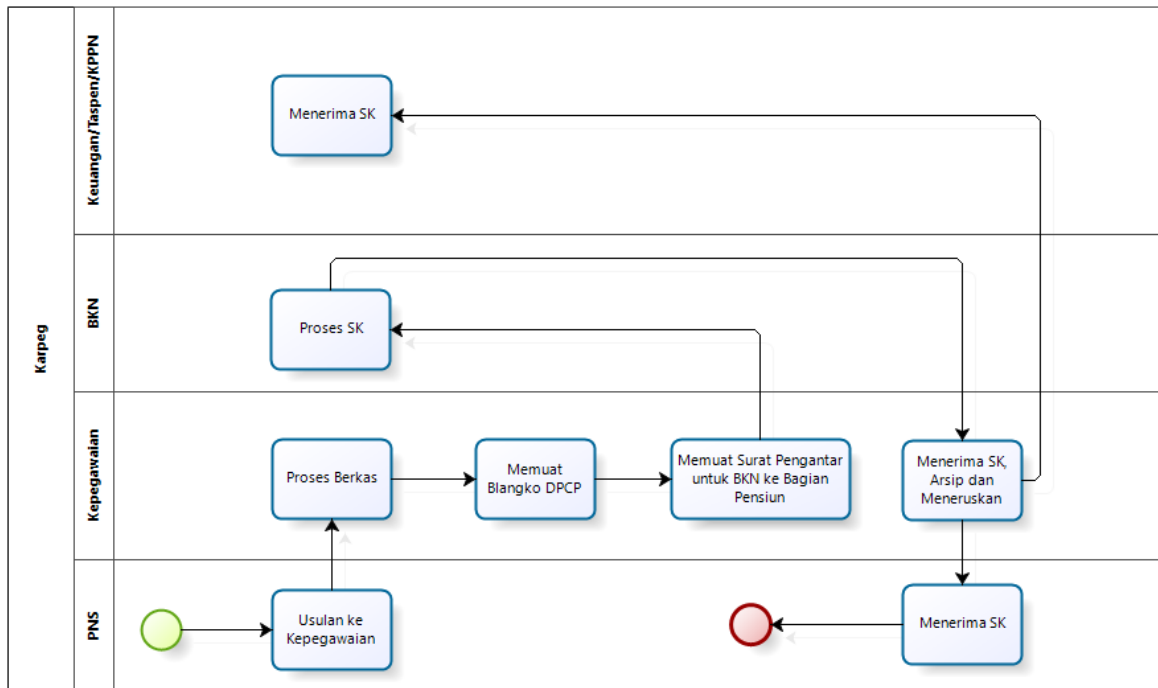 Karpeg
Keuangan/Taspen/KPPN
Menerima SK
BKN
Proses SK
Kepegawaian
Proses Berkas
Memuat
Blangko DPCP
Memuat Surat Pengantar
untuk BKN ke Bagian
Pensiun
Menerima SK,
Arsip dan
Meneruskan
PNS
Usulan ke
Kepegawaian
Menerima SK